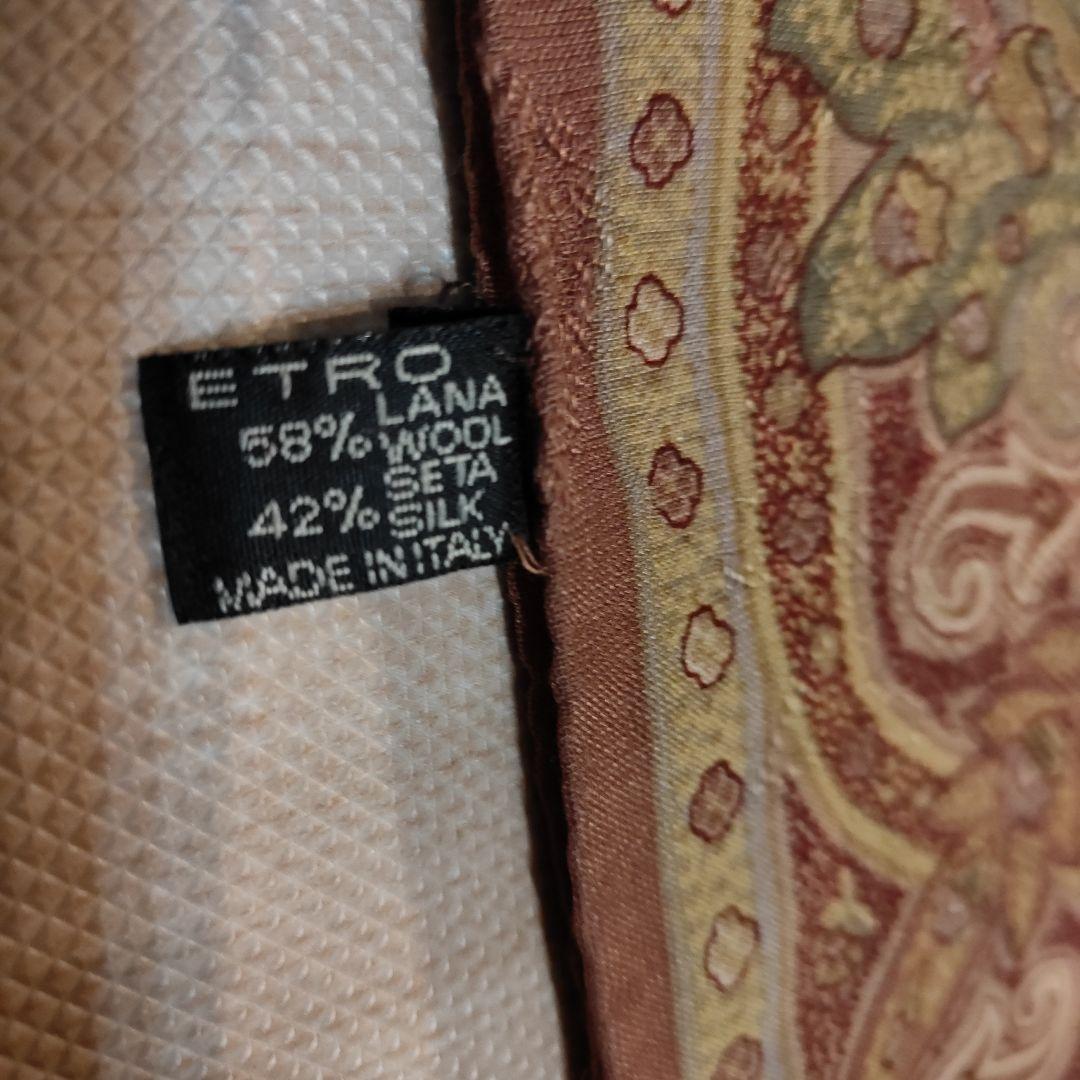 ETRO
58% LANA
WOOL
42% SETA
SILK
MADE IN ITALY